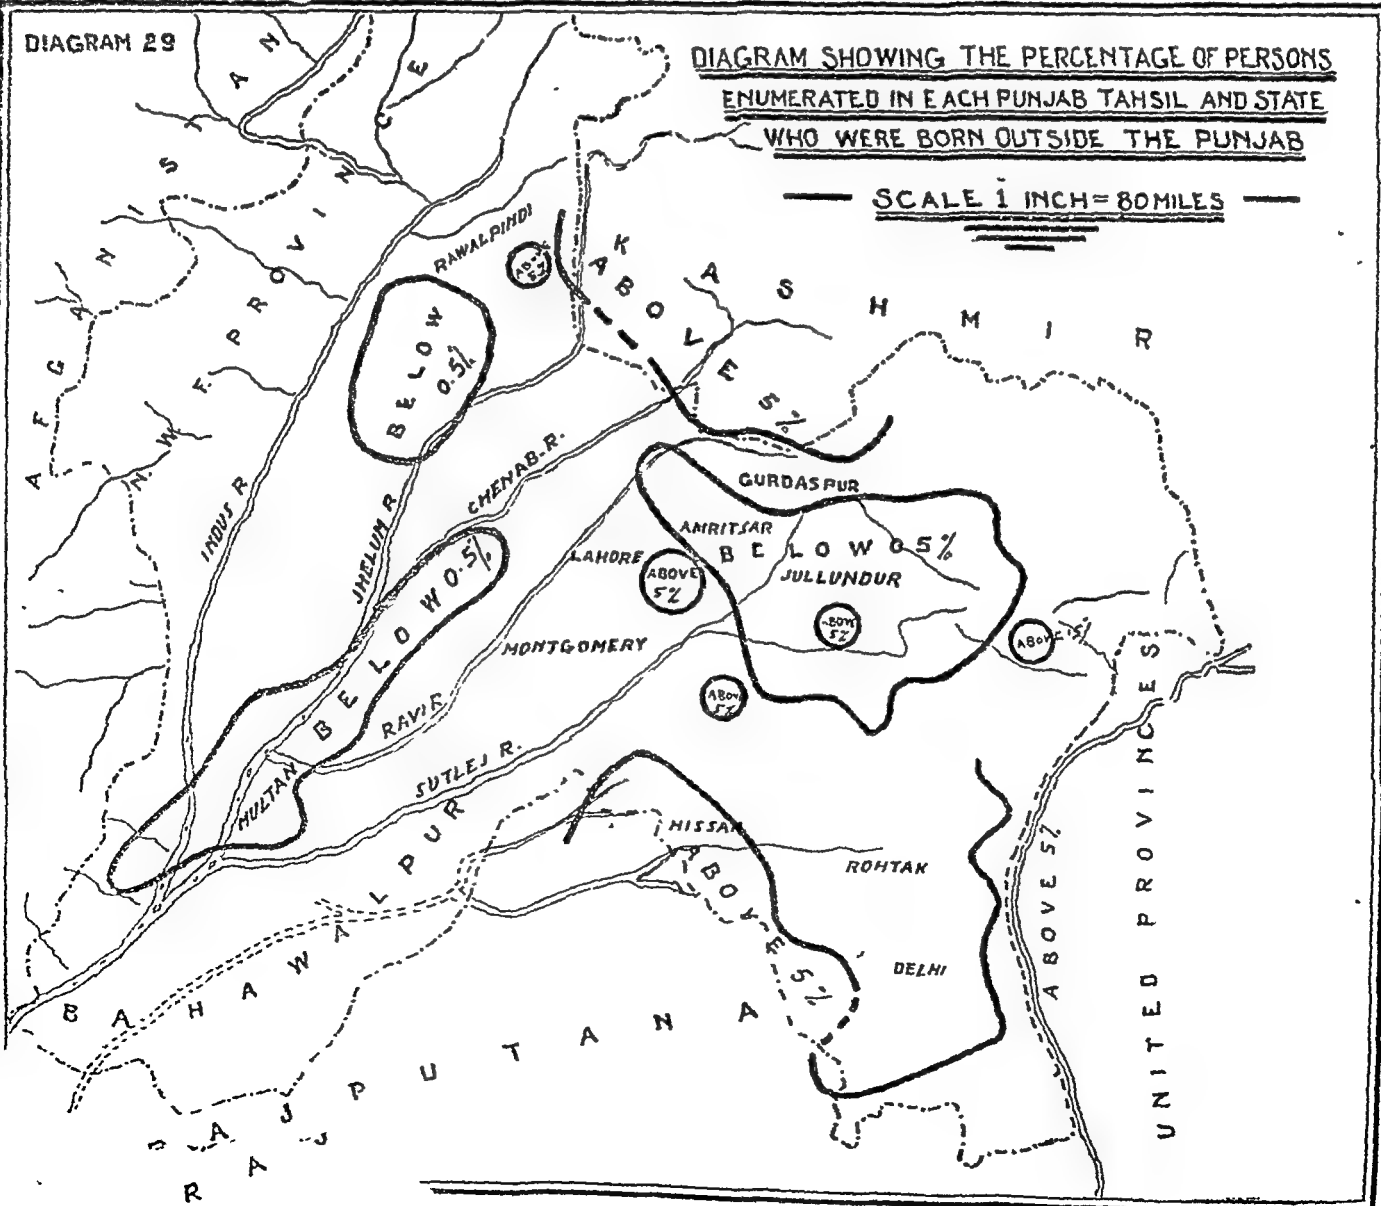 DIAGRAM 29
DIAGRAM SHOWING THE PERCENTAGE OF PERSONS
ENUMERATED IN EACH PUNJAB TAHSIL AND STATE
WHO WERE BORN OUTSIDE THE PUNJAB
SCALE 1 INCH = 80 MILES
AFGANISTAN
N. W. F. PROVINCE
KASHMIR
RAWALPINDI
ABOVE
5%
ABOVE 5%
BELOW
0.5%
INDUS R
JHELUM R
CHENAB. R.
GURDASPUR
AMRITSAR
BELOW 0 5%
LAHORE
ABOVE
5%
JULLUNDUR
ABOVE
5%
ABOVE 5%
BELOW 0.5%
MONTGOMERY
ABOVE
5%
RAVI R
MULTAN
SUTLEJ R.
BAHAWALPUR
HISSAR
ABOVE 5%
ROHTAK
DELHI
ABOVE 5%
UNITED PROVINCES
RAJPUTANA
RA